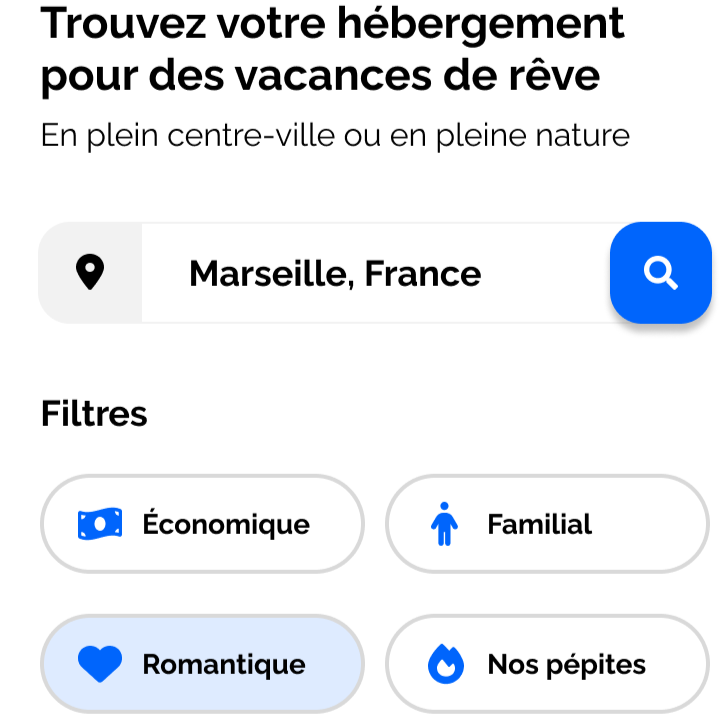 Trouvez votre hébergement
pour des vacances de rêve
En plein centre-ville ou en pleine nature
Marseille, France
Filtres
Économique
Familial
Romantique
Nos pépites